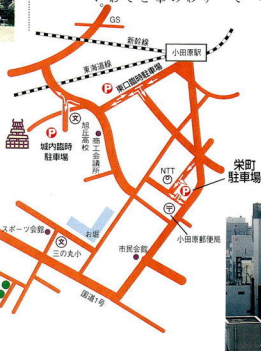 GS
新幹線
小田原駅
東海道線
東口臨時駐車場
P
文
P
城内臨時
駐車場
旭丘高校
商工会議所
NTT
P
栄町
駐車場
〒
小田原郵便局
お堀
スポーツ会館
文
三の丸小
市民会館
国道1号